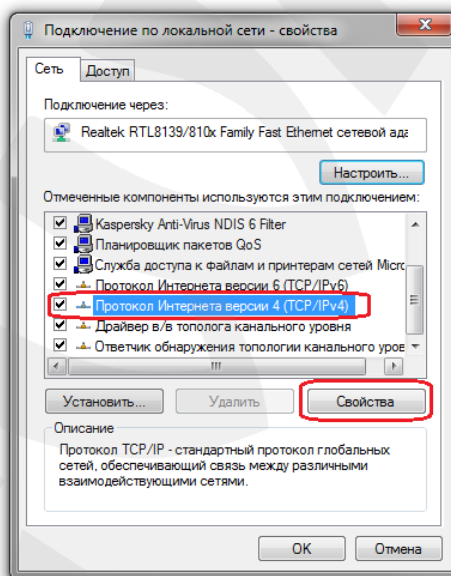 Подключение по локальной сети - свойства
Сеть
Доступ
Подключение через:
Realtek RTL8139/810x Family Fast Ethernet сетевой ада
Настроить...
Отмеченные компоненты используются этим подключением:
Kaspersky Anti-Virus NDIS 6 Filter
Планировщик пакетов QoS
Служба доступа к файлам и принтерам сетей Micro
Протокол Интернета версии 6 (TCP/IPv6)
Протокол Интернета версии 4 (TCP/IPv4)
Драйвер в/в тополога канального уровня
Ответчик обнаружения топологии канального уров
Установить...
Удалить
Свойства
Описание
Протокол TCP/IP - стандартный протокол глобальных
сетей, обеспечивающий связь между различными
взаимодействующими сетями.
OK
Отмена